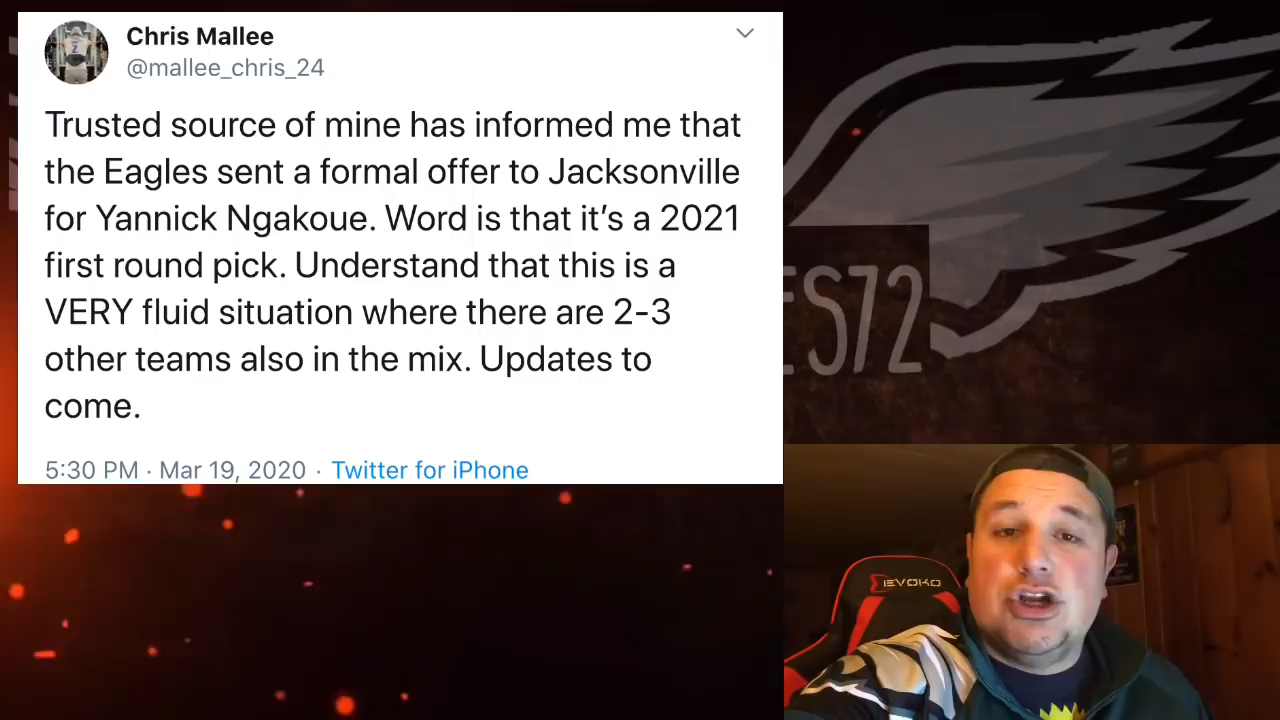 Chris Mallee
@mallee_chris_24
Trusted source of mine has informed me that
the Eagles sent a formal offer to Jacksonville
for Yannick Ngakoue. Word is that it's a 2021
first round pick. Understand that this is a
VERY fluid situation where there are 2-3
other teams also in the mix. Updates to
come.
5:30 PM · Mar 19, 2020 · Twitter for iPhone
ES72
EVOKO